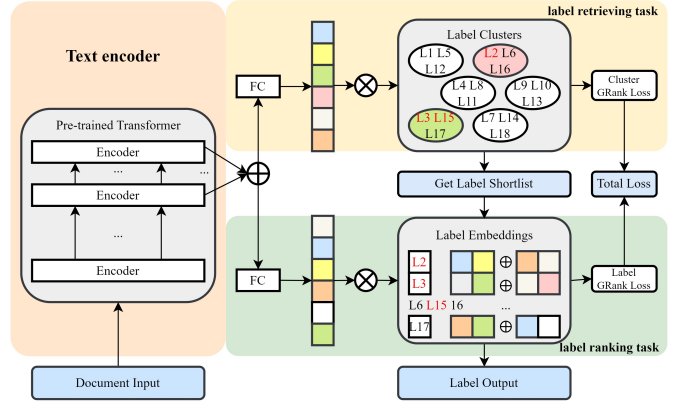 label retrieving task
Text encoder
Pre-trained Transformer
Encoder
...
...
Encoder
...
...
Encoder
Document Input
FC
Label Clusters
L1 L5
L12
L2 L6
L16
L4 L8
L11
L9 L10
L13
L3 L15
L17
L7 L14
L18
Cluster
GRank Loss
Get Label Shortlist
Total Loss
FC
Label Embeddings
L2
L3
L6 L15 16
...
L17
Label
GRank Loss
label ranking task
Label Output